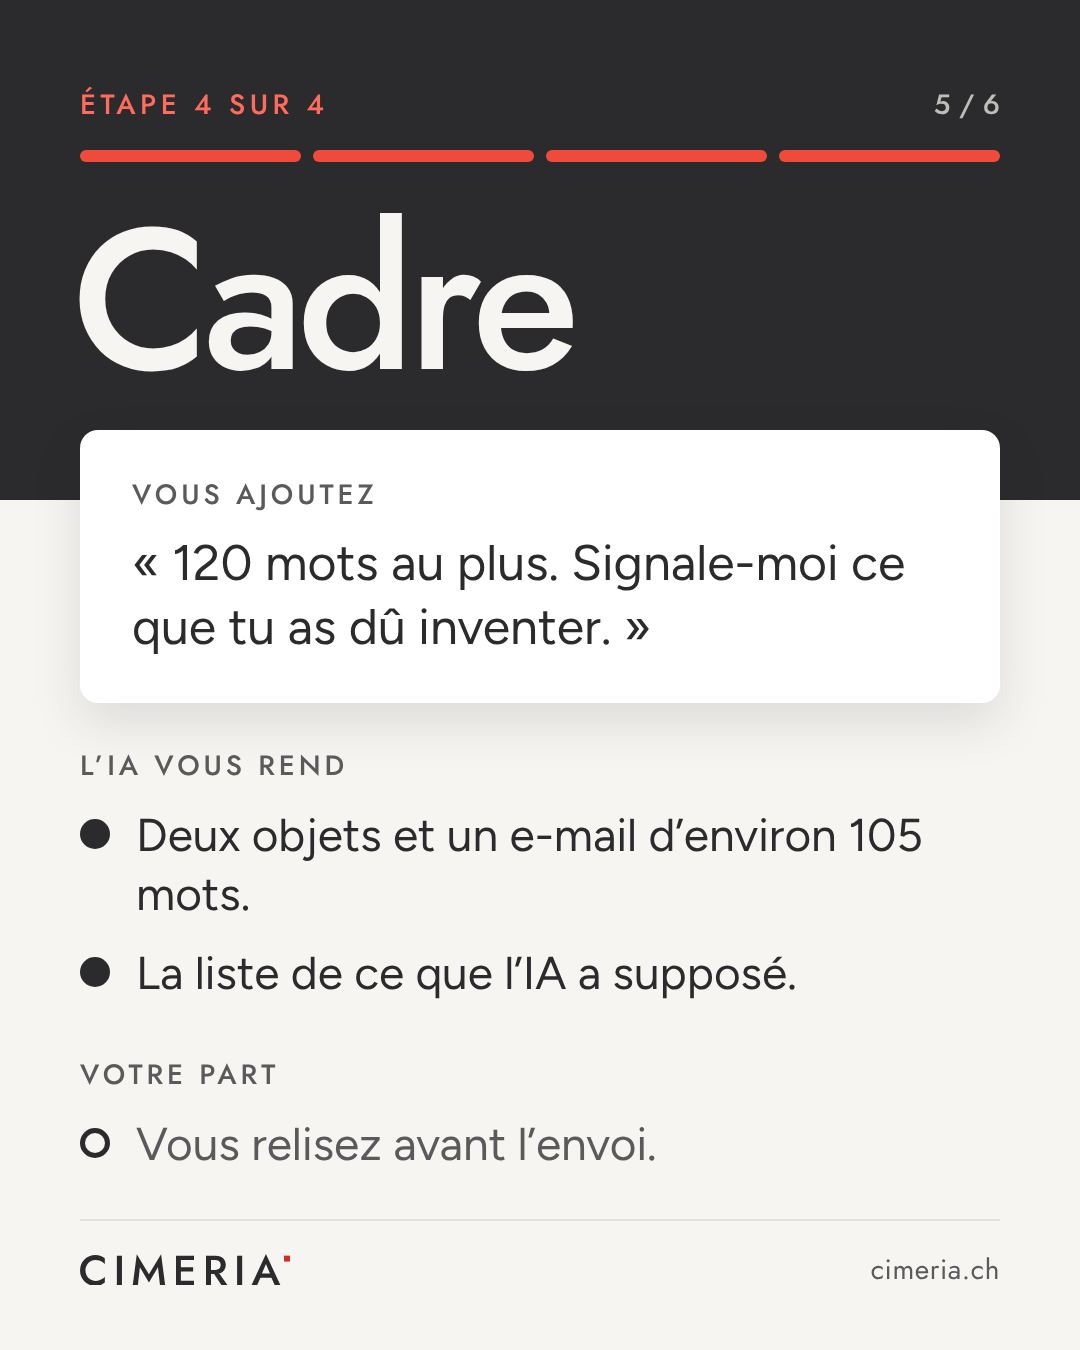 ÉTAPE 4 SUR 4
5 / 6
Cadre
VOUS AJOUTEZ
« 120 mots au plus. Signale-moi ce
que tu as dû inventer. »
L’IA VOUS REND
Deux objets et un e-mail d’environ 105
mots.
La liste de ce que l’IA a supposé.
VOTRE PART
Vous relisez avant l’envoi.
CIMERIA
cimeria.ch